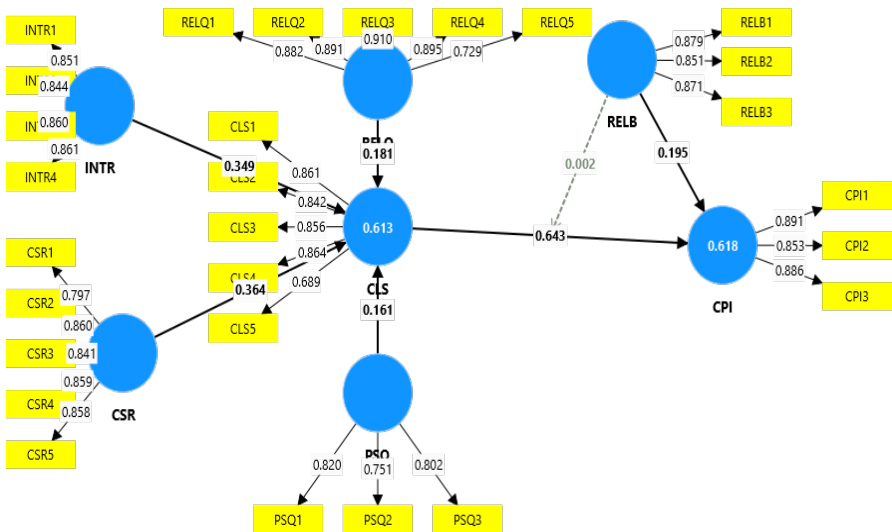 RELQ1
RELQ2
RELQ3
RELQ4
RELQ5
0.882
0.891
0.910
0.895
0.729
RELB1
RELB2
RELB3
0.879
0.851
0.871
RELB
INTR1
INTR4
0.851
0.844
0.860
0.861
INTR
0.349
0.181
0.002
0.195
CLS1
CLS2
CLS3
CLS4
CLS5
0.861
0.842
0.856
0.864
0.689
0.613
CLS
0.643
0.618
CPI
CPI1
CPI2
CPI3
0.891
0.853
0.886
CSR1
CSR2
CSR3
CSR4
CSR5
0.797
0.860
0.841
0.859
0.858
CSR
0.364
0.161
PSQ
0.820
0.751
0.802
PSQ1
PSQ2
PSQ3